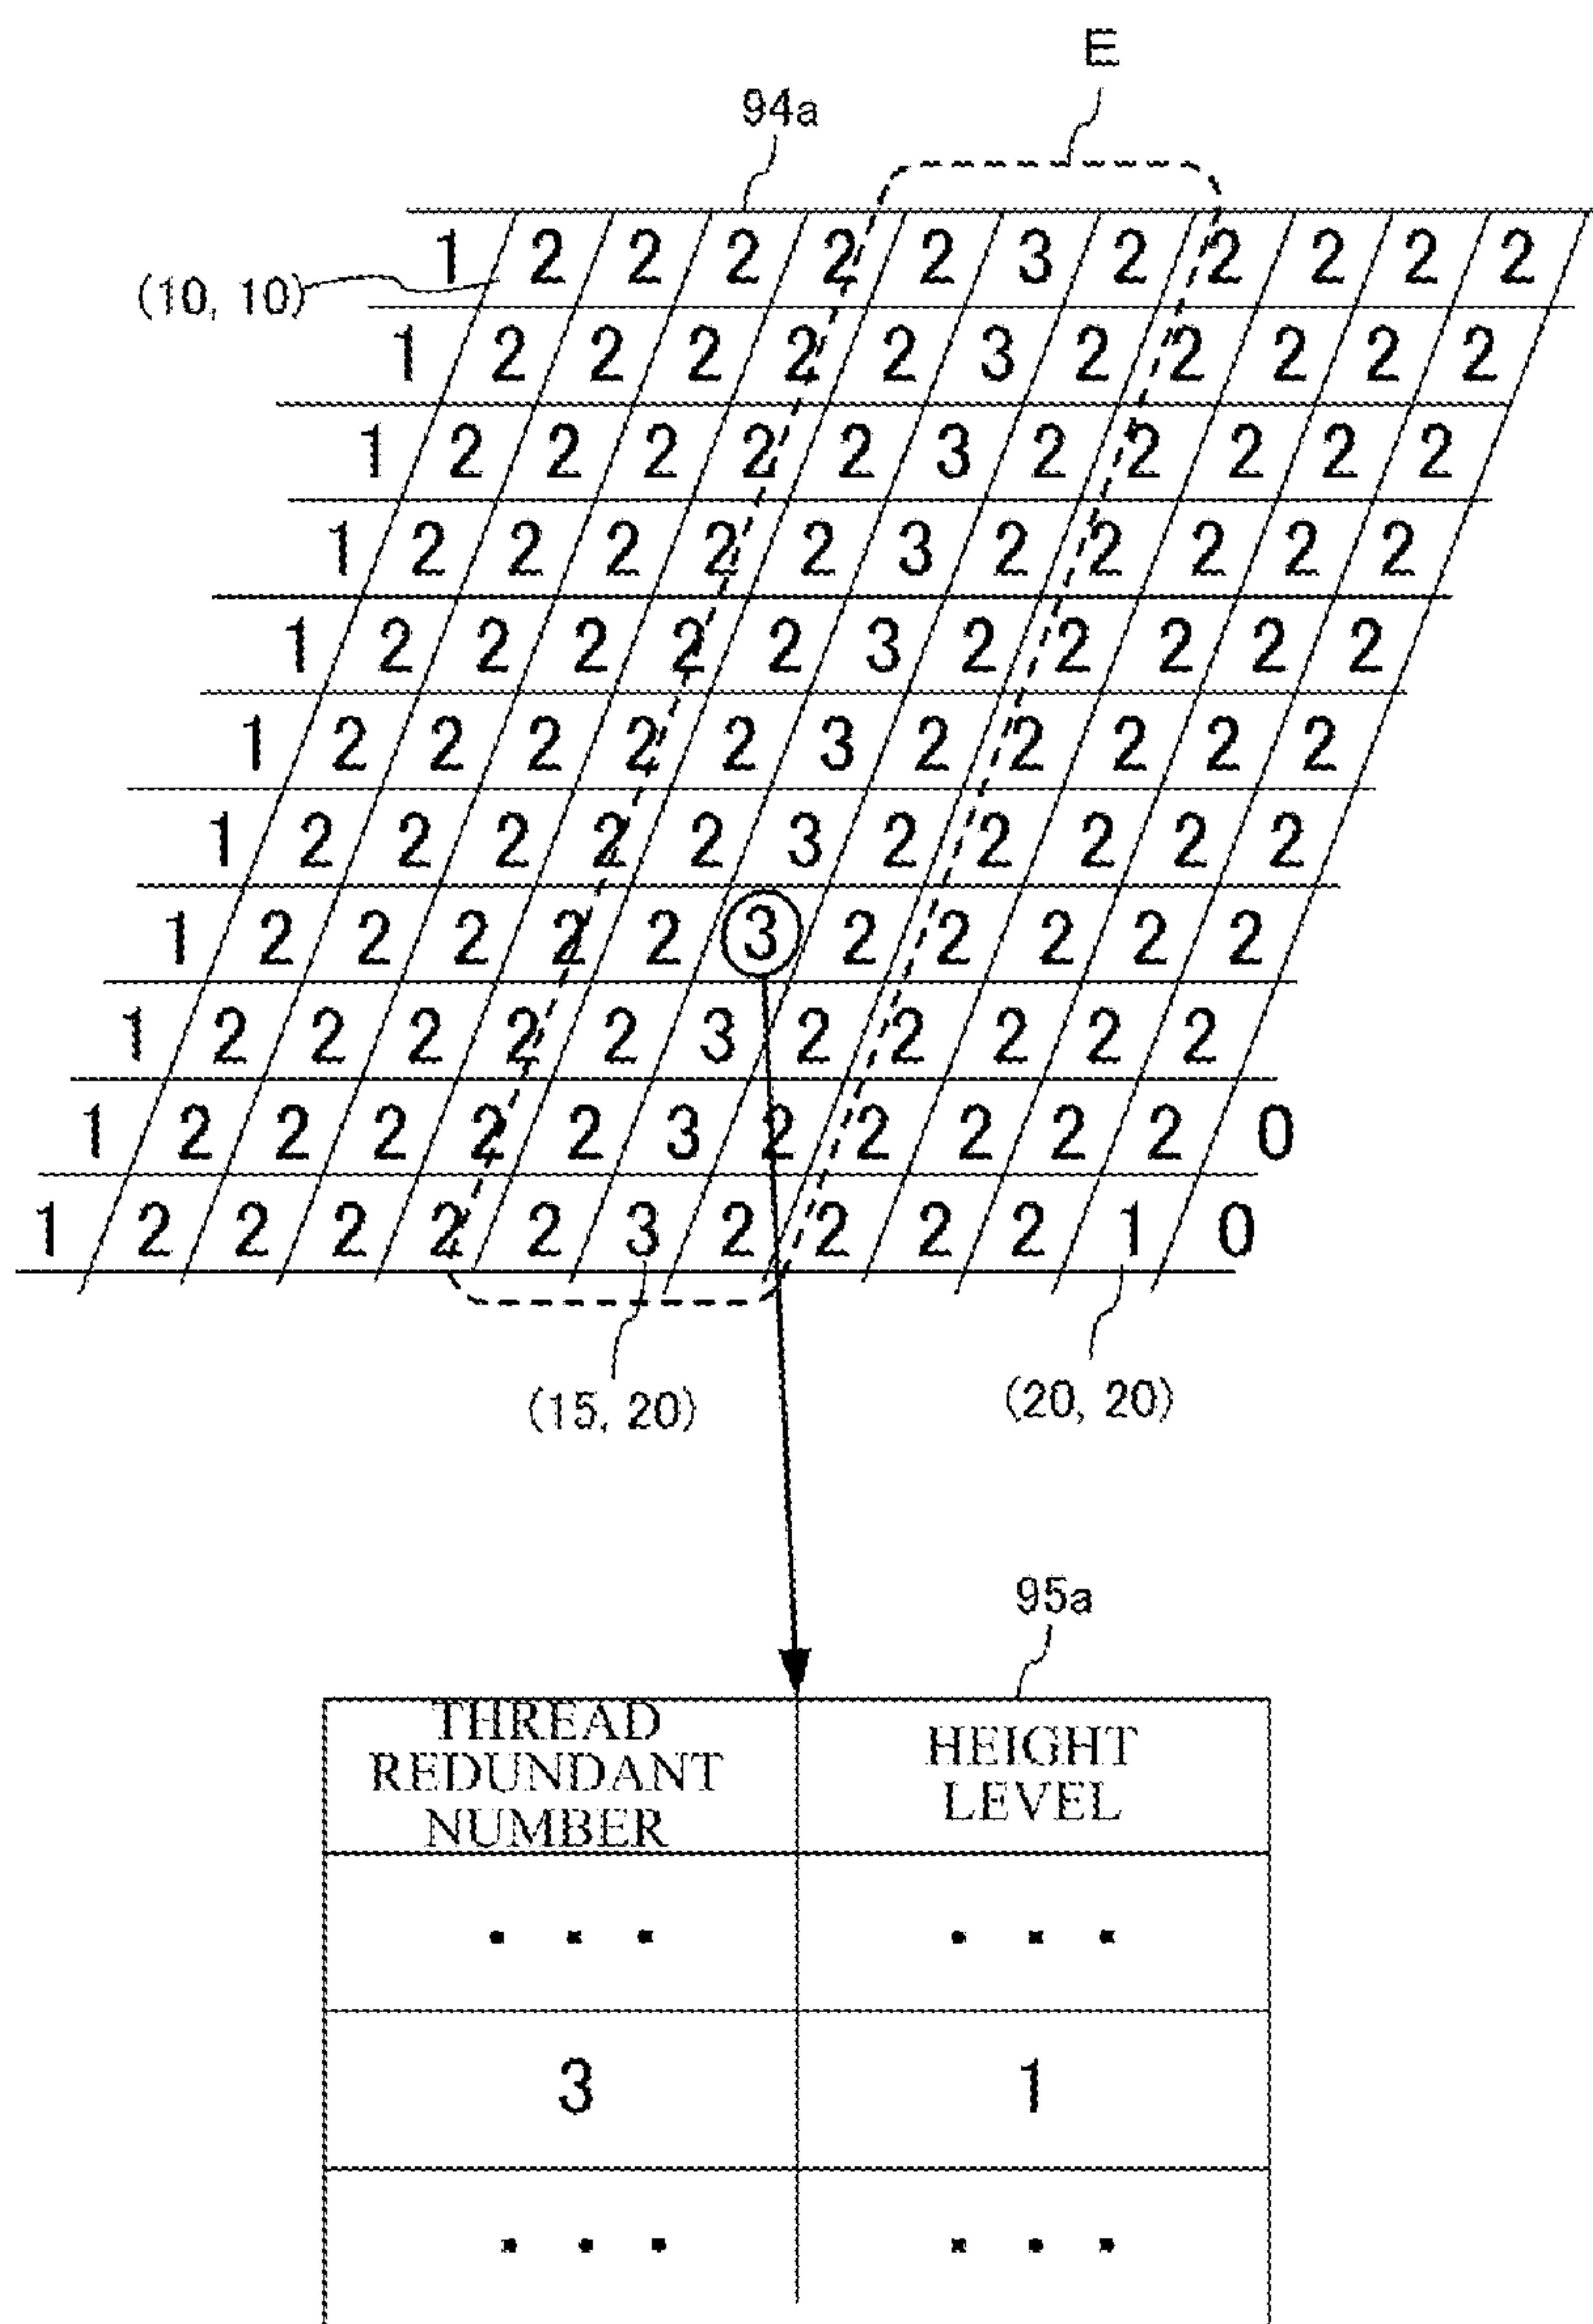 E
94a
1 2 2 2 2 2 3 2 2 2 2 2
(10, 10)
1 2 2 2 2 2 3 2 2 2 2 2
1 2 2 2 2 2 3 2 2 2 2 2
1 2 2 2 2 2 3 2 2 2 2 2
1 2 2 2 2 2 3 2 2 2 2 2
1 2 2 2 2 2 3 2 2 2 2 2
1 2 2 2 2 2 3 2 2 2 2 2
1 2 2 2 2 2 3 2 2 2 2 2
1 2 2 2 2 2 3 2 2 2 2 2
1 2 2 2 2 2 3 2 2 2 2 2 0
1 2 2 2 2 2 3 2 2 2 2 1 0
(15, 20) (20, 20)
95a
THREAD
REDUNDANT
NUMBER
HEIGHT
LEVEL
· · · · · ·
3 1
· · · · · ·